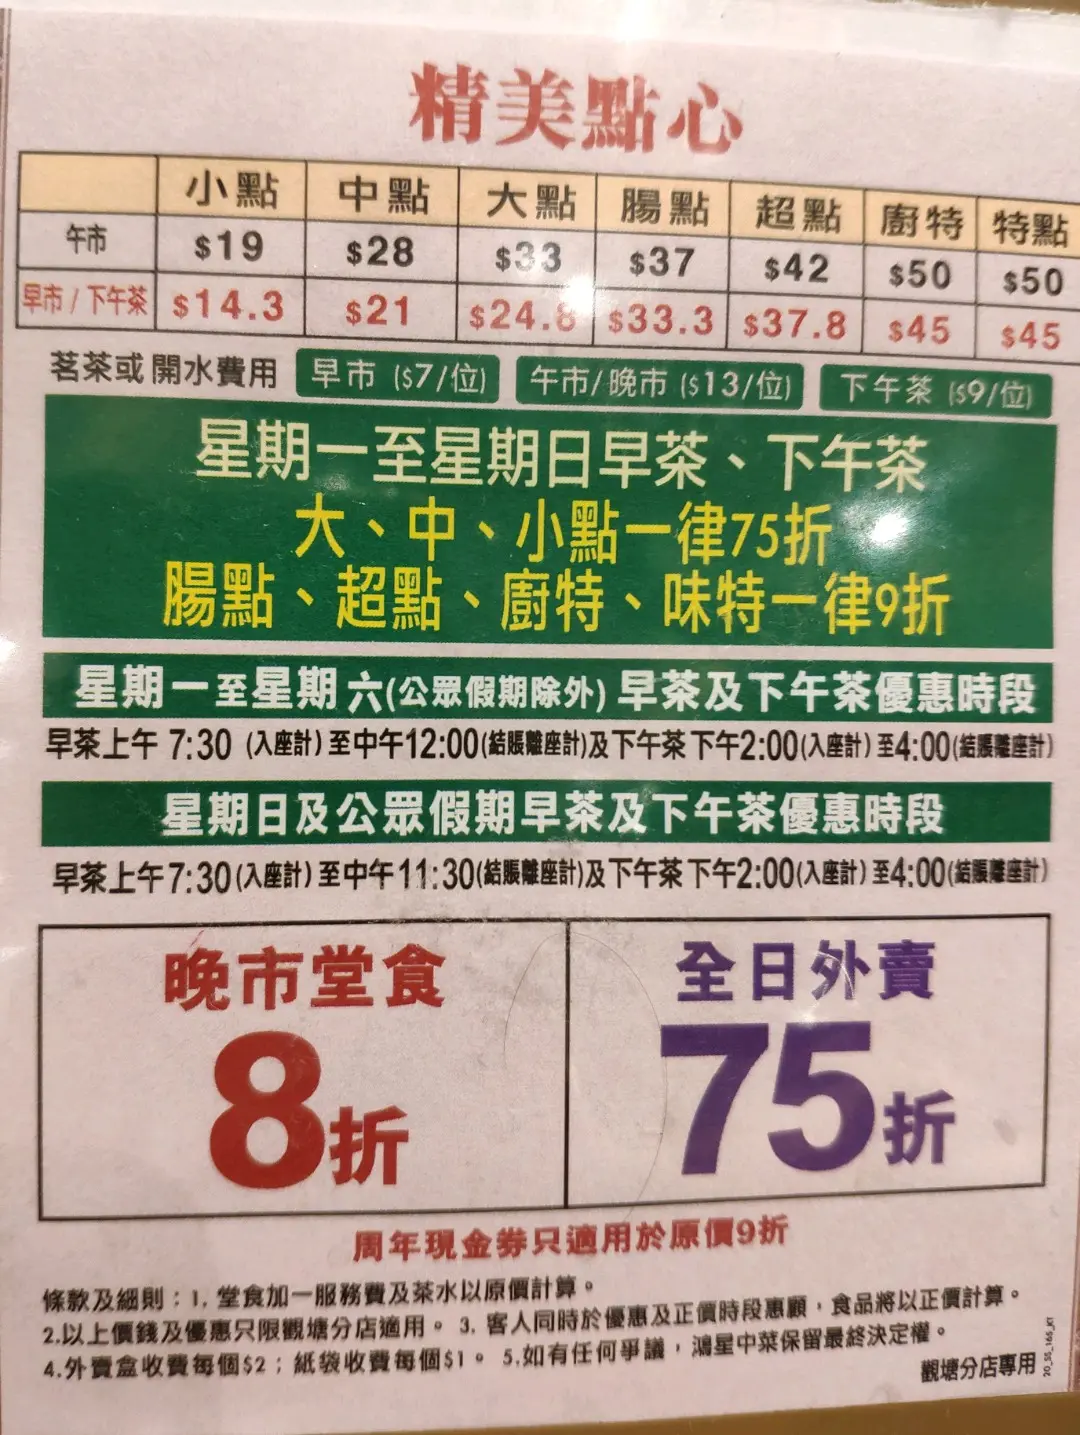 精美點心
小點 中點 大點 腸點 超點 廚特 特點
午市 $19 $28 $33 $37 $42 $50 $50
早市/下午茶 $14.3 $21 $24.8 $33.3 $37.8 $45 $45
茗茶或開水費用 早市 ($7/位) 午市/晚市 ($13/位) 下午茶 ($9/位)
星期一至星期日早茶、下午茶
大、中、小點一律75折
腸點、超點、廚特、味特一律9折
星期一至星期六(公眾假期除外) 早茶及下午茶優惠時段
早茶上午 7:30 (入座計) 至中午12:00(結賬離座計)及下午茶 下午2:00(入座計) 至4:00(結賬離座計)
星期日及公眾假期早茶及下午茶優惠時段
早茶上午7:30(入座計) 至中午11:30(結賬離座計)及下午茶 下午2:00(入座計) 至4:00(結賬離座計)
晚市堂食
8折
全日外賣
75折
周年現金券只適用於原價9折
條款及細則：1. 堂食加一服務費及茶水以原價計算。
2.以上價錢及優惠只限觀塘分店適用。 3. 客人同時於優惠及正價時段惠顧，食品將以正價計算。
4.外賣盒收費每個$2；紙袋收費每個$1。 5.如有任何爭議，鴻星中菜保留最終決定權。
觀塘分店專用
20_S5_165_KT